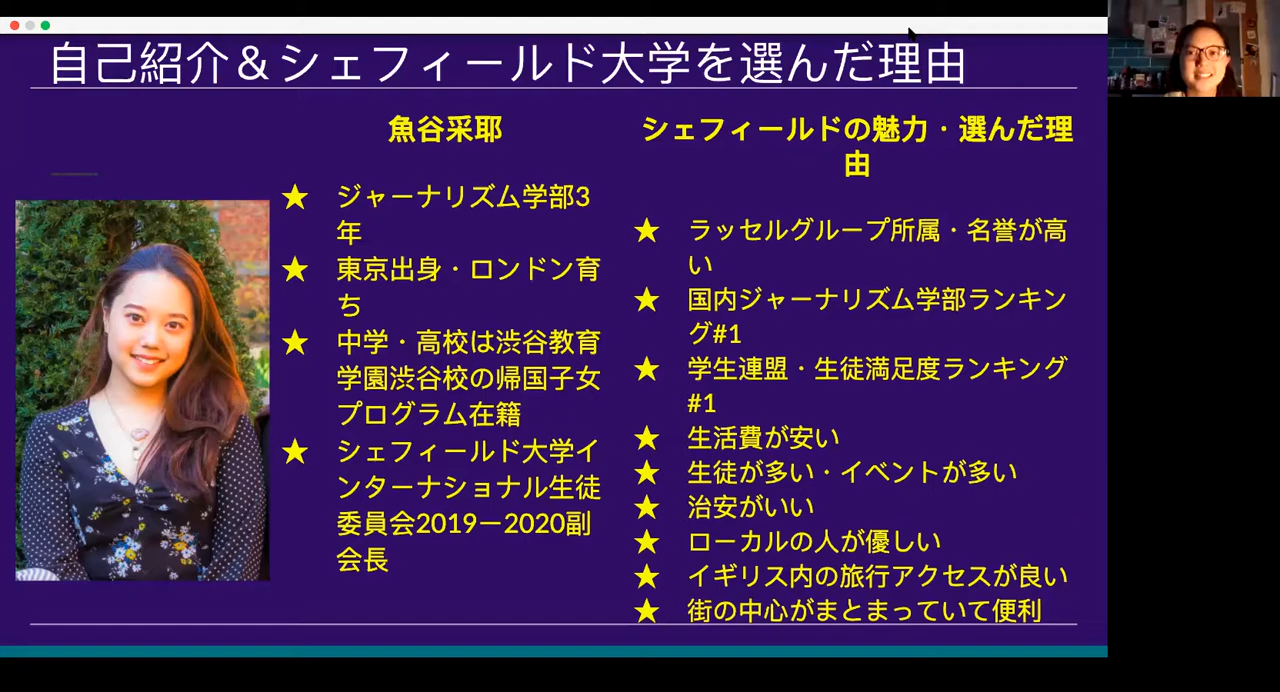 自己紹介＆シェフィールド大学を選んだ理由
魚谷采耶
★ ジャーナリズム学部3
年
★ 東京出身・ロンドン育
ち
★ 中学・高校は渋谷教育
学園渋谷校の帰国子女
プログラム在籍
★ シェフィールド大学イ
ンターナショナル生徒
委員会2019ー2020副
会長
シェフィールドの魅力・選んだ理
由
★ ラッセルグループ所属・名誉が高
い
★ 国内ジャーナリズム学部ランキン
グ#1
★ 学生連盟・生徒満足度ランキング
#1
★ 生活費が安い
★ 生徒が多い・イベントが多い
★ 治安がいい
★ ローカルの人が優しい
★ イギリス内の旅行アクセスが良い
★ 街の中心がまとまっていて便利